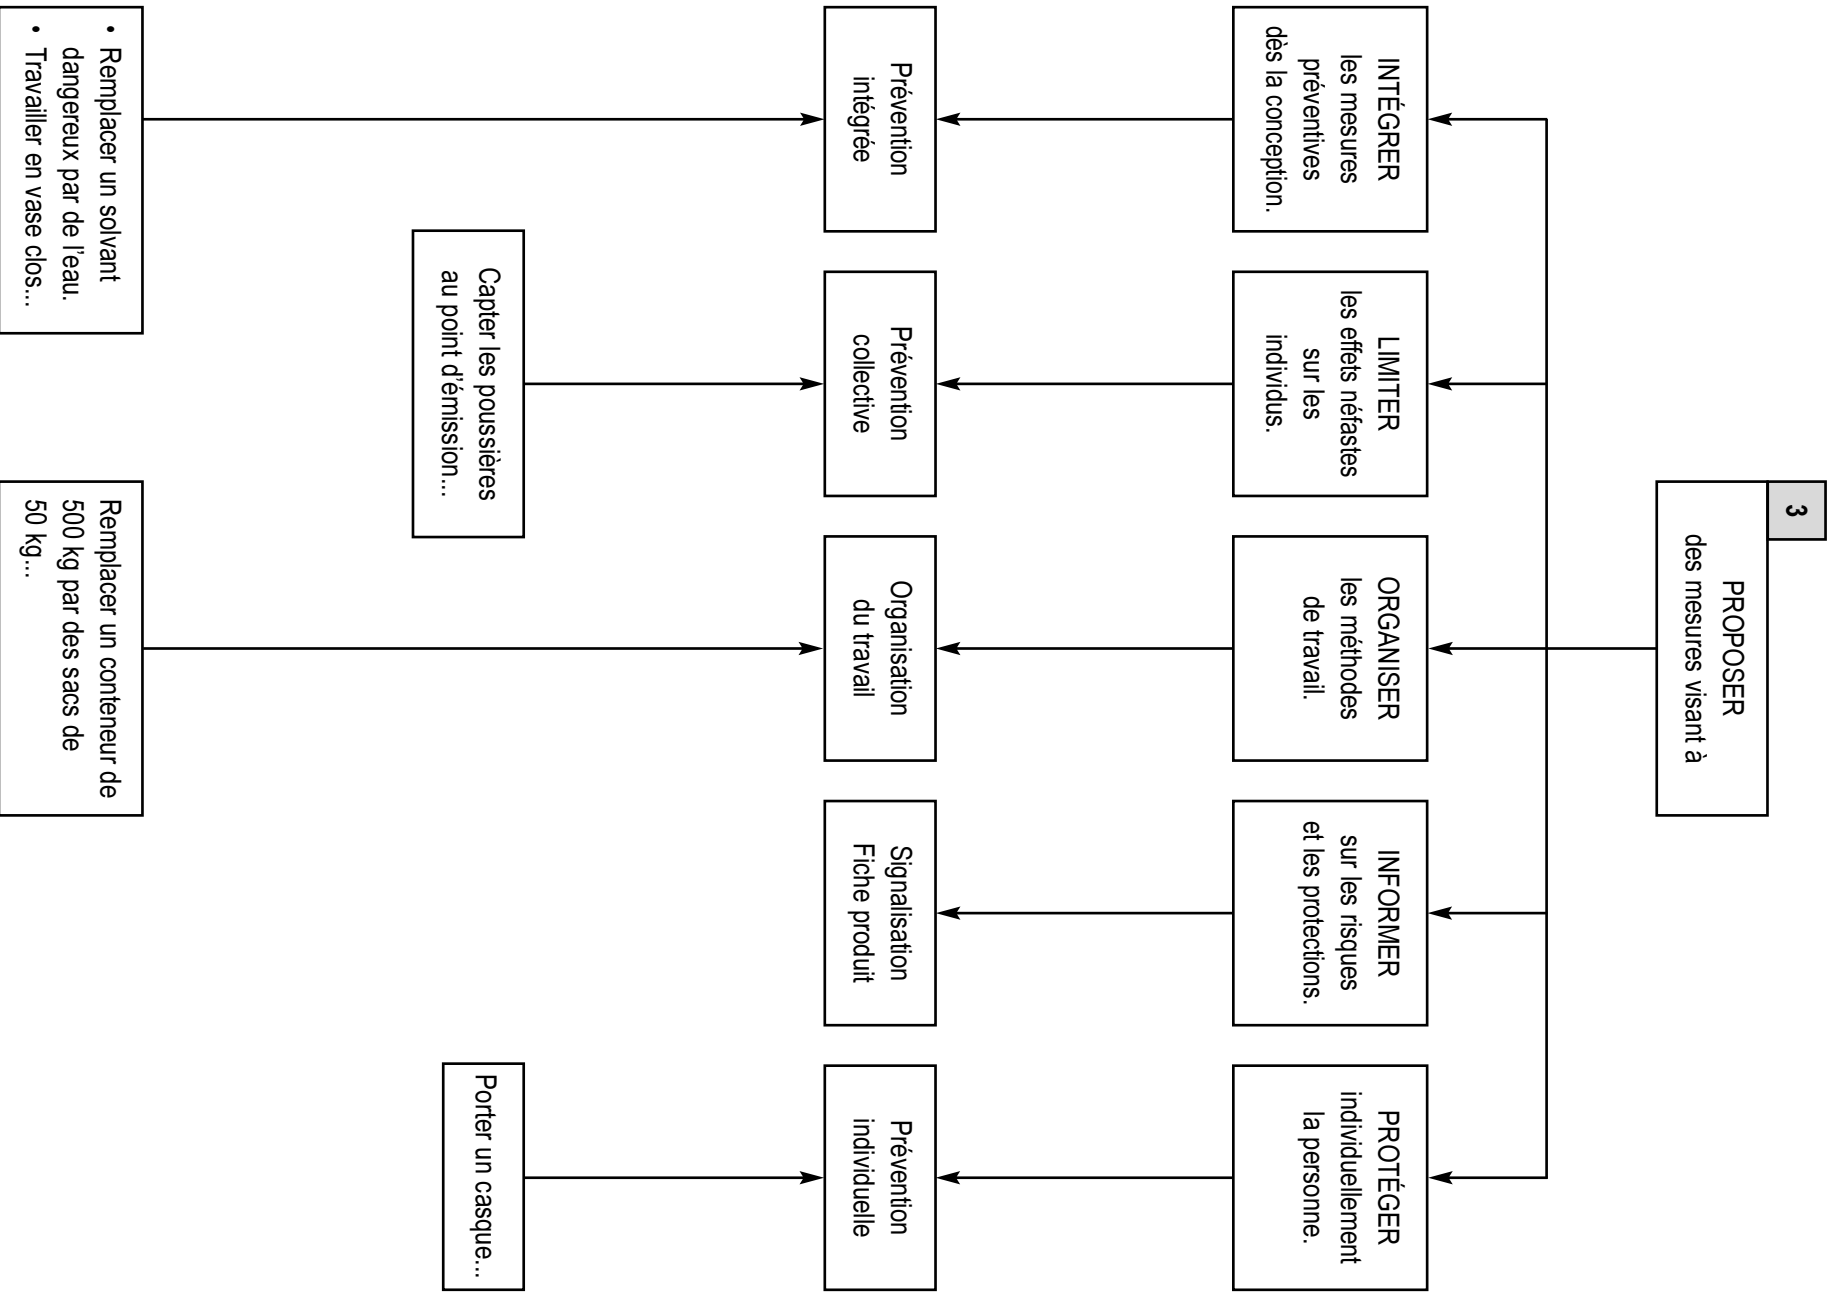 3
PROPOSER
des mesures visant à
INTÉGRER
les mesures
préventives
dès la conception.
LIMITER
les effets néfastes
sur les
individus.
ORGANISER
les méthodes
de travail.
INFORMER
sur les risques
et les protections.
PROTÉGER
individuellement
la personne.
Prévention
intégrée
Prévention
collective
Organisation
du travail
Signalisation
Fiche produit
Prévention
individuelle
Capter les poussières
au point d'émission...
Porter un casque...
• Remplacer un solvant
dangereux par de l'eau.
• Travailler en vase clos...
Remplacer un conteneur de
500 kg par des sacs de
50 kg...